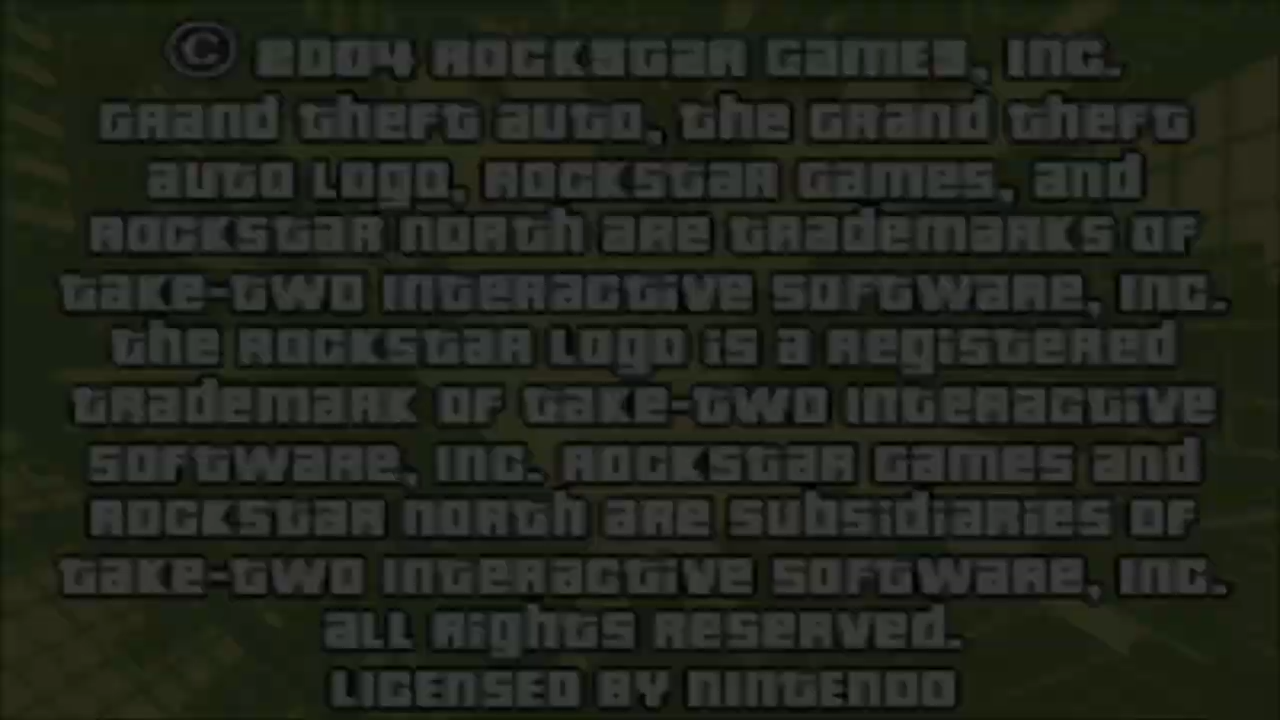 © 2004 Rockstar Games, Inc.
Grand Theft Auto, the Grand Theft
Auto Logo, Rockstar Games, and
Rockstar North are trademarks of
Take-Two Interactive Software, Inc.
The Rockstar Logo is a registered
trademark of Take-Two Interactive
Software, Inc. Rockstar Games and
Rockstar North are subsidiaries of
Take-Two Interactive Software, Inc.
All rights reserved.
Licensed by Nintendo